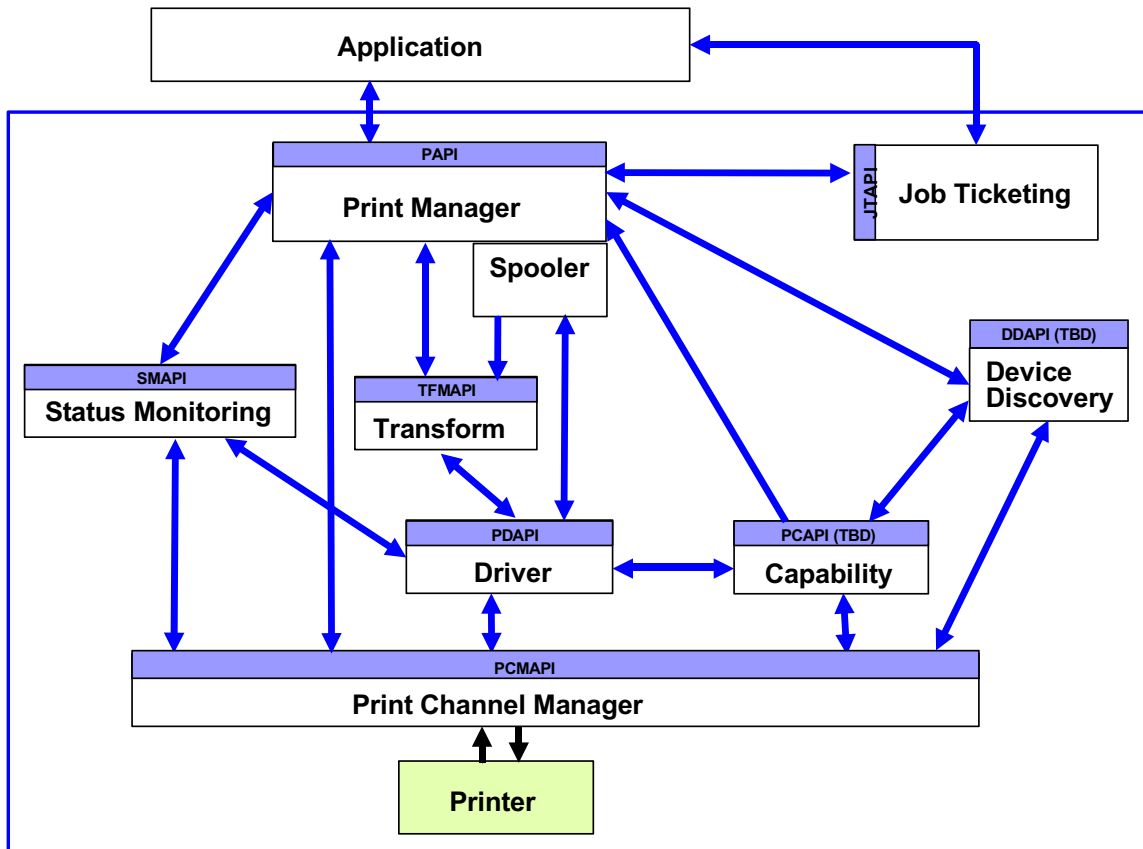 Application
PAPI
Print Manager
JTAPI
Job Ticketing
Spooler
DDAPI (TBD)
Device
Discovery
SMAPI
Status Monitoring
TFMAPI
Transform
PDAPI
Driver
PCAPI (TBD)
Capability
PCMAPI
Print Channel Manager
Printer